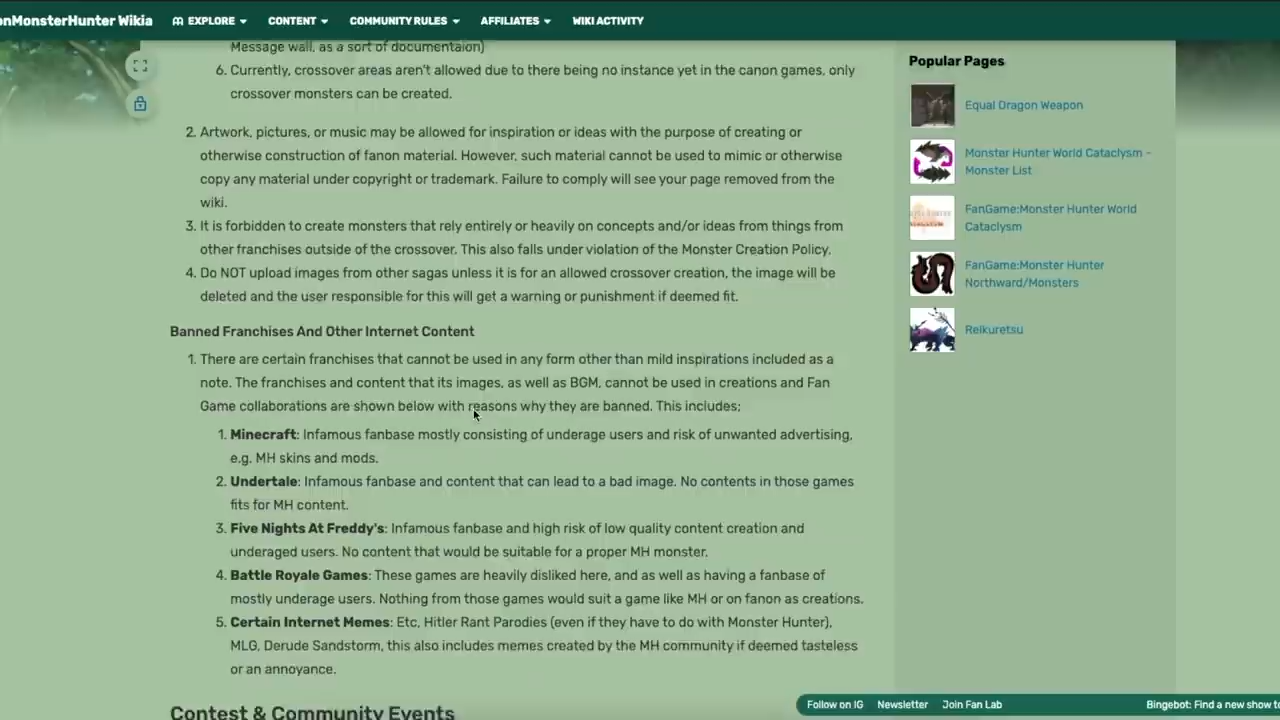 onMonsterHunter Wikia
EXPLORE
CONTENT
COMMUNITY RULES
AFFILIATES
WIKI ACTIVITY
Message wall, as a sort of documentaion)
6. Currently, crossover areas aren't allowed due to there being no instance yet in the canon games, only
crossover monsters can be created.
2. Artwork, pictures, or music may be allowed for inspiration or ideas with the purpose of creating or
otherwise construction of fanon material. However, such material cannot be used to mimic or otherwise
copy any material under copyright or trademark. Failure to comply will see your page removed from the
wiki.
3. It is forbidden to create monsters that rely entirely or heavily on concepts and/or ideas from things from
other franchises outside of the crossover. This also falls under violation of the Monster Creation Policy.
4. Do NOT upload images from other sagas unless it is for an allowed crossover creation, the image will be
deleted and the user responsible for this will get a warning or punishment if deemed fit.
Banned Franchises And Other Internet Content
1. There are certain franchises that cannot be used in any form other than mild inspirations included as a
note. The franchises and content that its images, as well as BGM, cannot be used in creations and Fan
Game collaborations are shown below with reasons why they are banned. This includes;
1. Minecraft: Infamous fanbase mostly consisting of underage users and risk of unwanted advertising,
e.g. MH skins and mods.
2. Undertale: Infamous fanbase and content that can lead to a bad image. No contents in those games
fits for MH content.
3. Five Nights At Freddy's: Infamous fanbase and high risk of low quality content creation and
underaged users. No content that would be suitable for a proper MH monster.
4. Battle Royale Games: These games are heavily disliked here, and as well as having a fanbase of
mostly underage users. Nothing from those games would suit a game like MH or on fanon as creations.
5. Certain Internet Memes: Etc, Hitler Rant Parodies (even if they have to do with Monster Hunter),
MLG, Derude Sandstorm, this also includes memes created by the MH community if deemed tasteless
or an annoyance.
Contest & Community Events
Popular Pages
Equal Dragon Weapon
Monster Hunter World Cataclysm -
Monster List
FanGame:Monster Hunter World
Cataclysm
FanGame:Monster Hunter
Northward/Monsters
Reikuretsu
Follow on IG
Newsletter
Join Fan Lab
Bingebot: Find a new show to